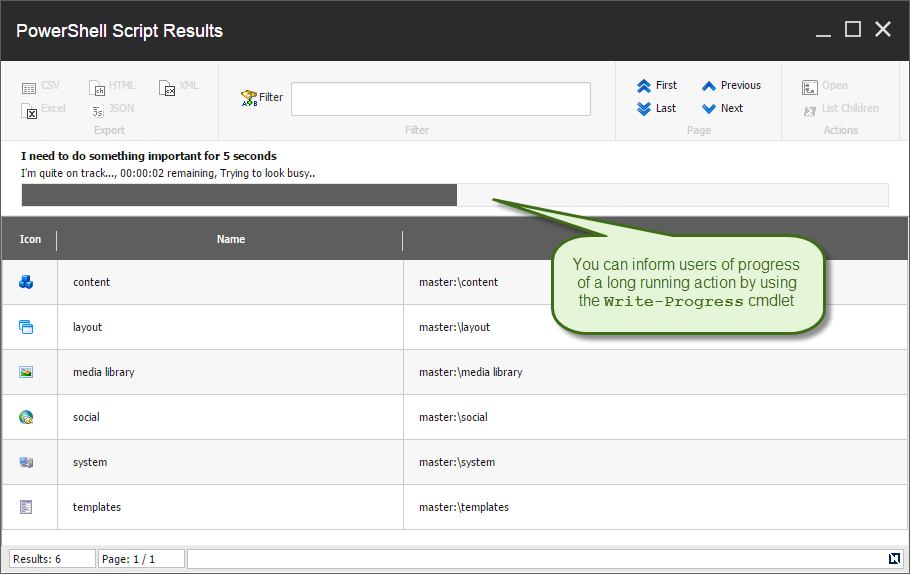 PowerShell Script Results
CSV HTML XML
Excel JSON
Export
Filter
Filter
First Previous
Last Next
Page
Open
List Children
Actions
I need to do something important for 5 seconds
I'm quite on track..., 00:00:02 remaining, Trying to look busy..
You can inform users of progress
of a long running action by using
the Write-Progress cmdlet
Icon Name
content master:\content
layout master:\layout
media library master:\media library
social master:\social
system master:\system
templates master:\templates
Results: 6 Page: 1 / 1